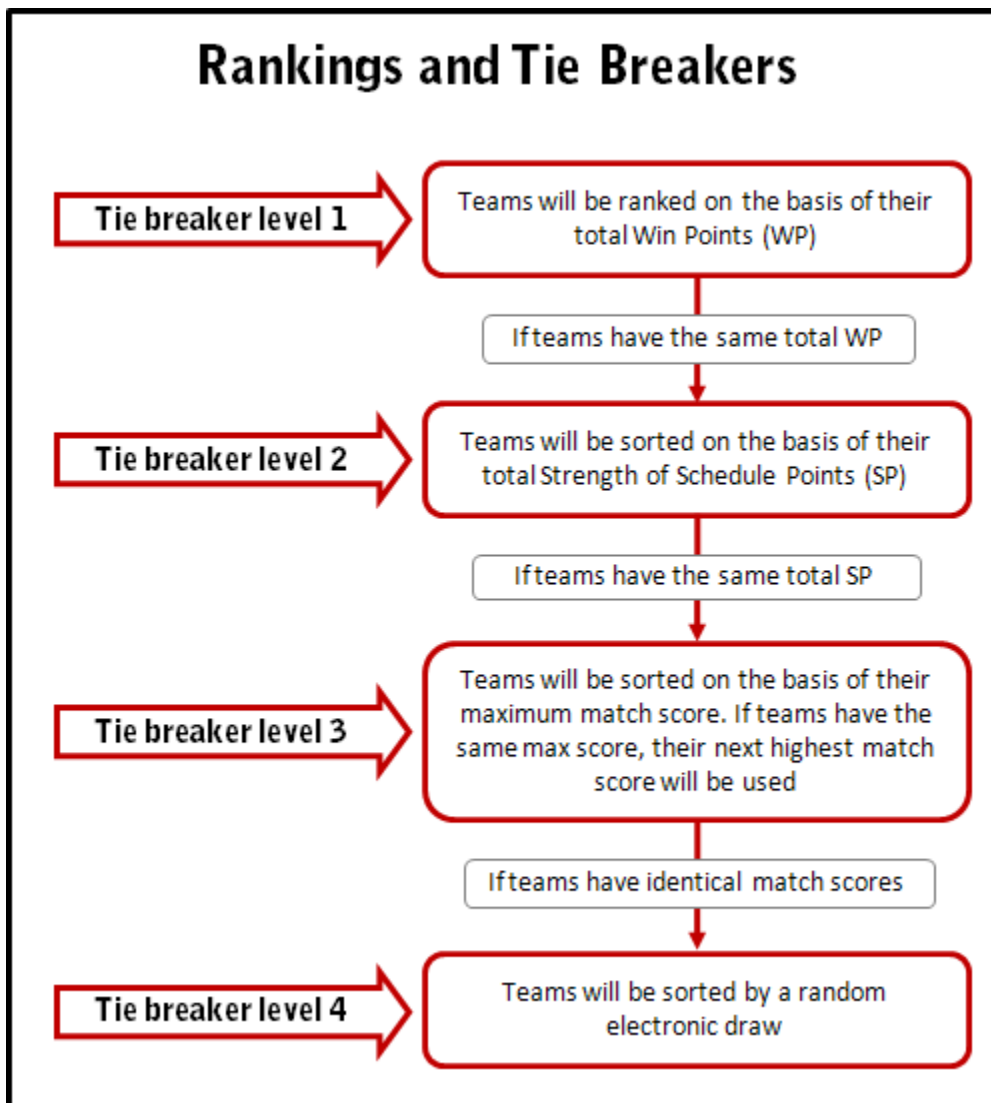 Rankings and Tie Breakers
Tie breaker level 1
Teams will be ranked on the basis of their
total Win Points (WP)
If teams have the same total WP
Tie breaker level 2
Teams will be sorted on the basis of their
total Strength of Schedule Points (SP)
If teams have the same total SP
Tie breaker level 3
Teams will be sorted on the basis of their
maximum match score. If teams have the
same max score, their next highest match
score will be used
If teams have identical match scores
Tie breaker level 4
Teams will be sorted by a random
electronic draw